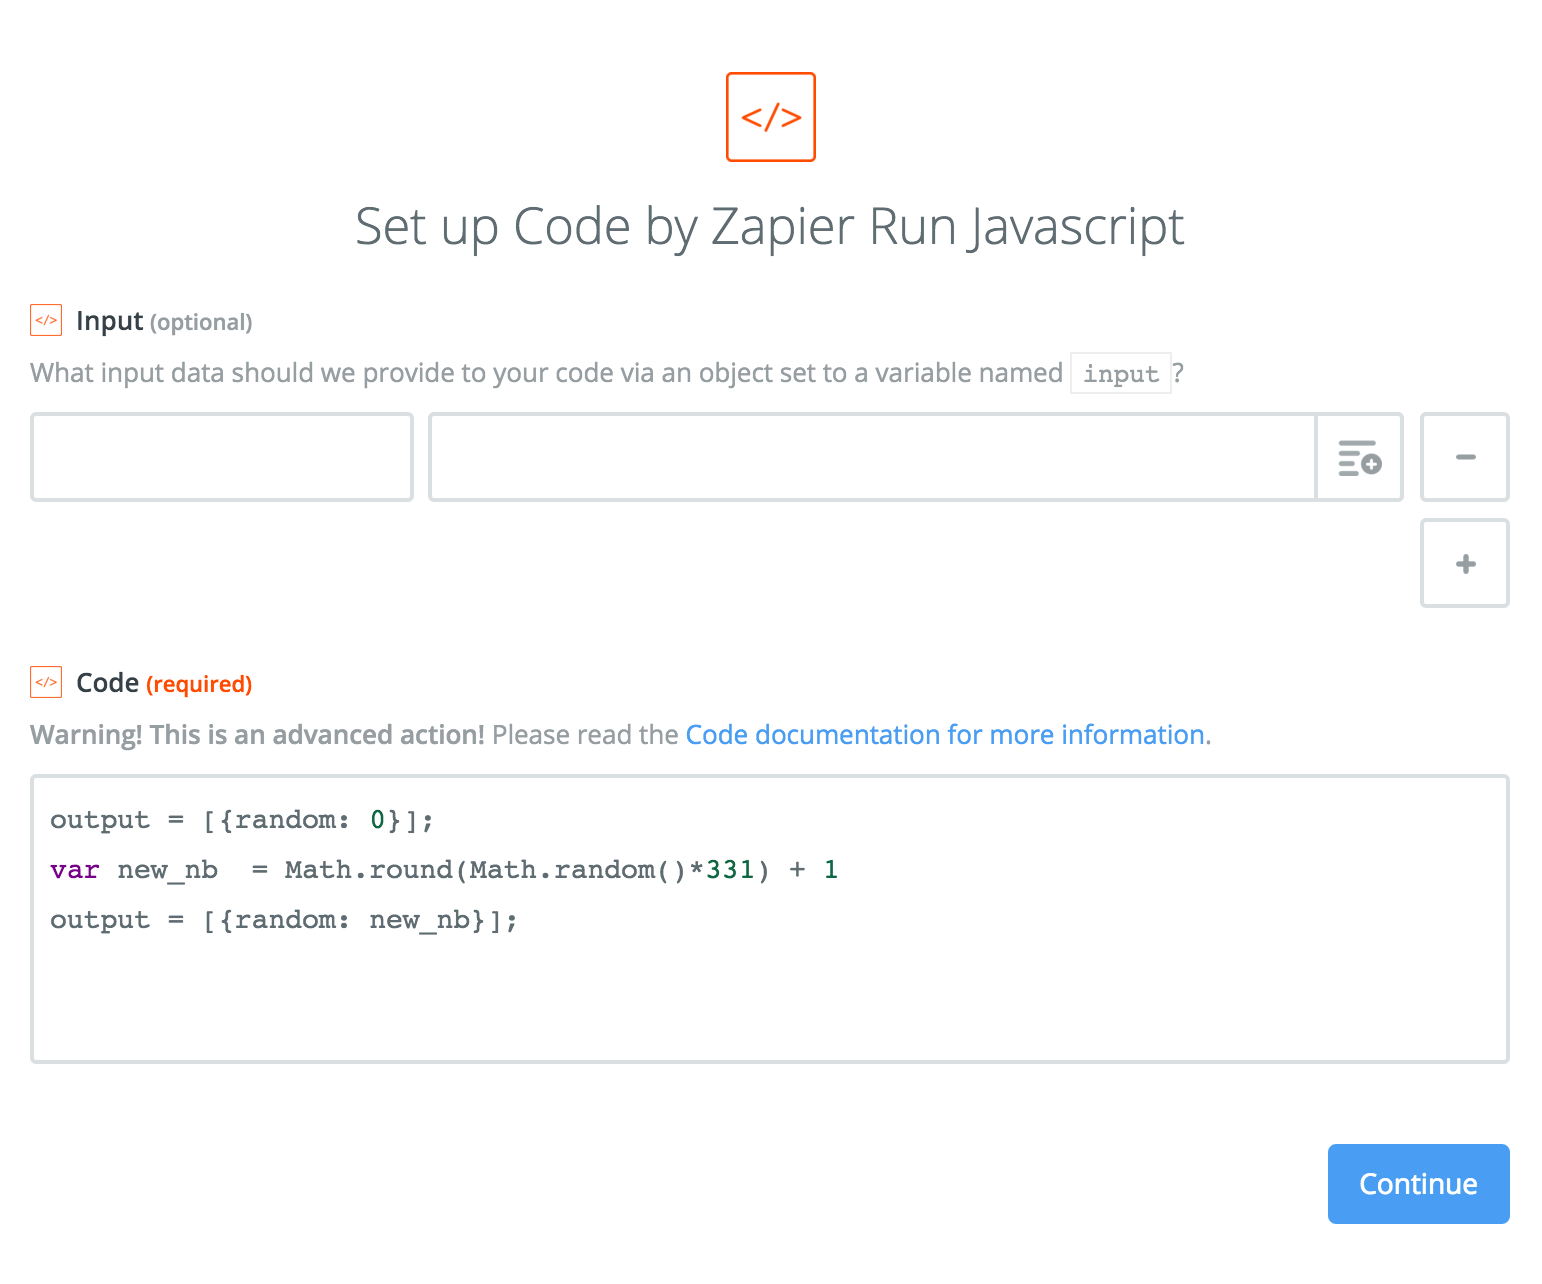 </>
Set up Code by Zapier Run Javascript
</> Input (optional)
What input data should we provide to your code via an object set to a variable named input ?
</> Code (required)
Warning! This is an advanced action! Please read the Code documentation for more information.
output = [{random: 0}];
var new_nb  = Math.round(Math.random()*331) + 1
output = [{random: new_nb}];
Continue